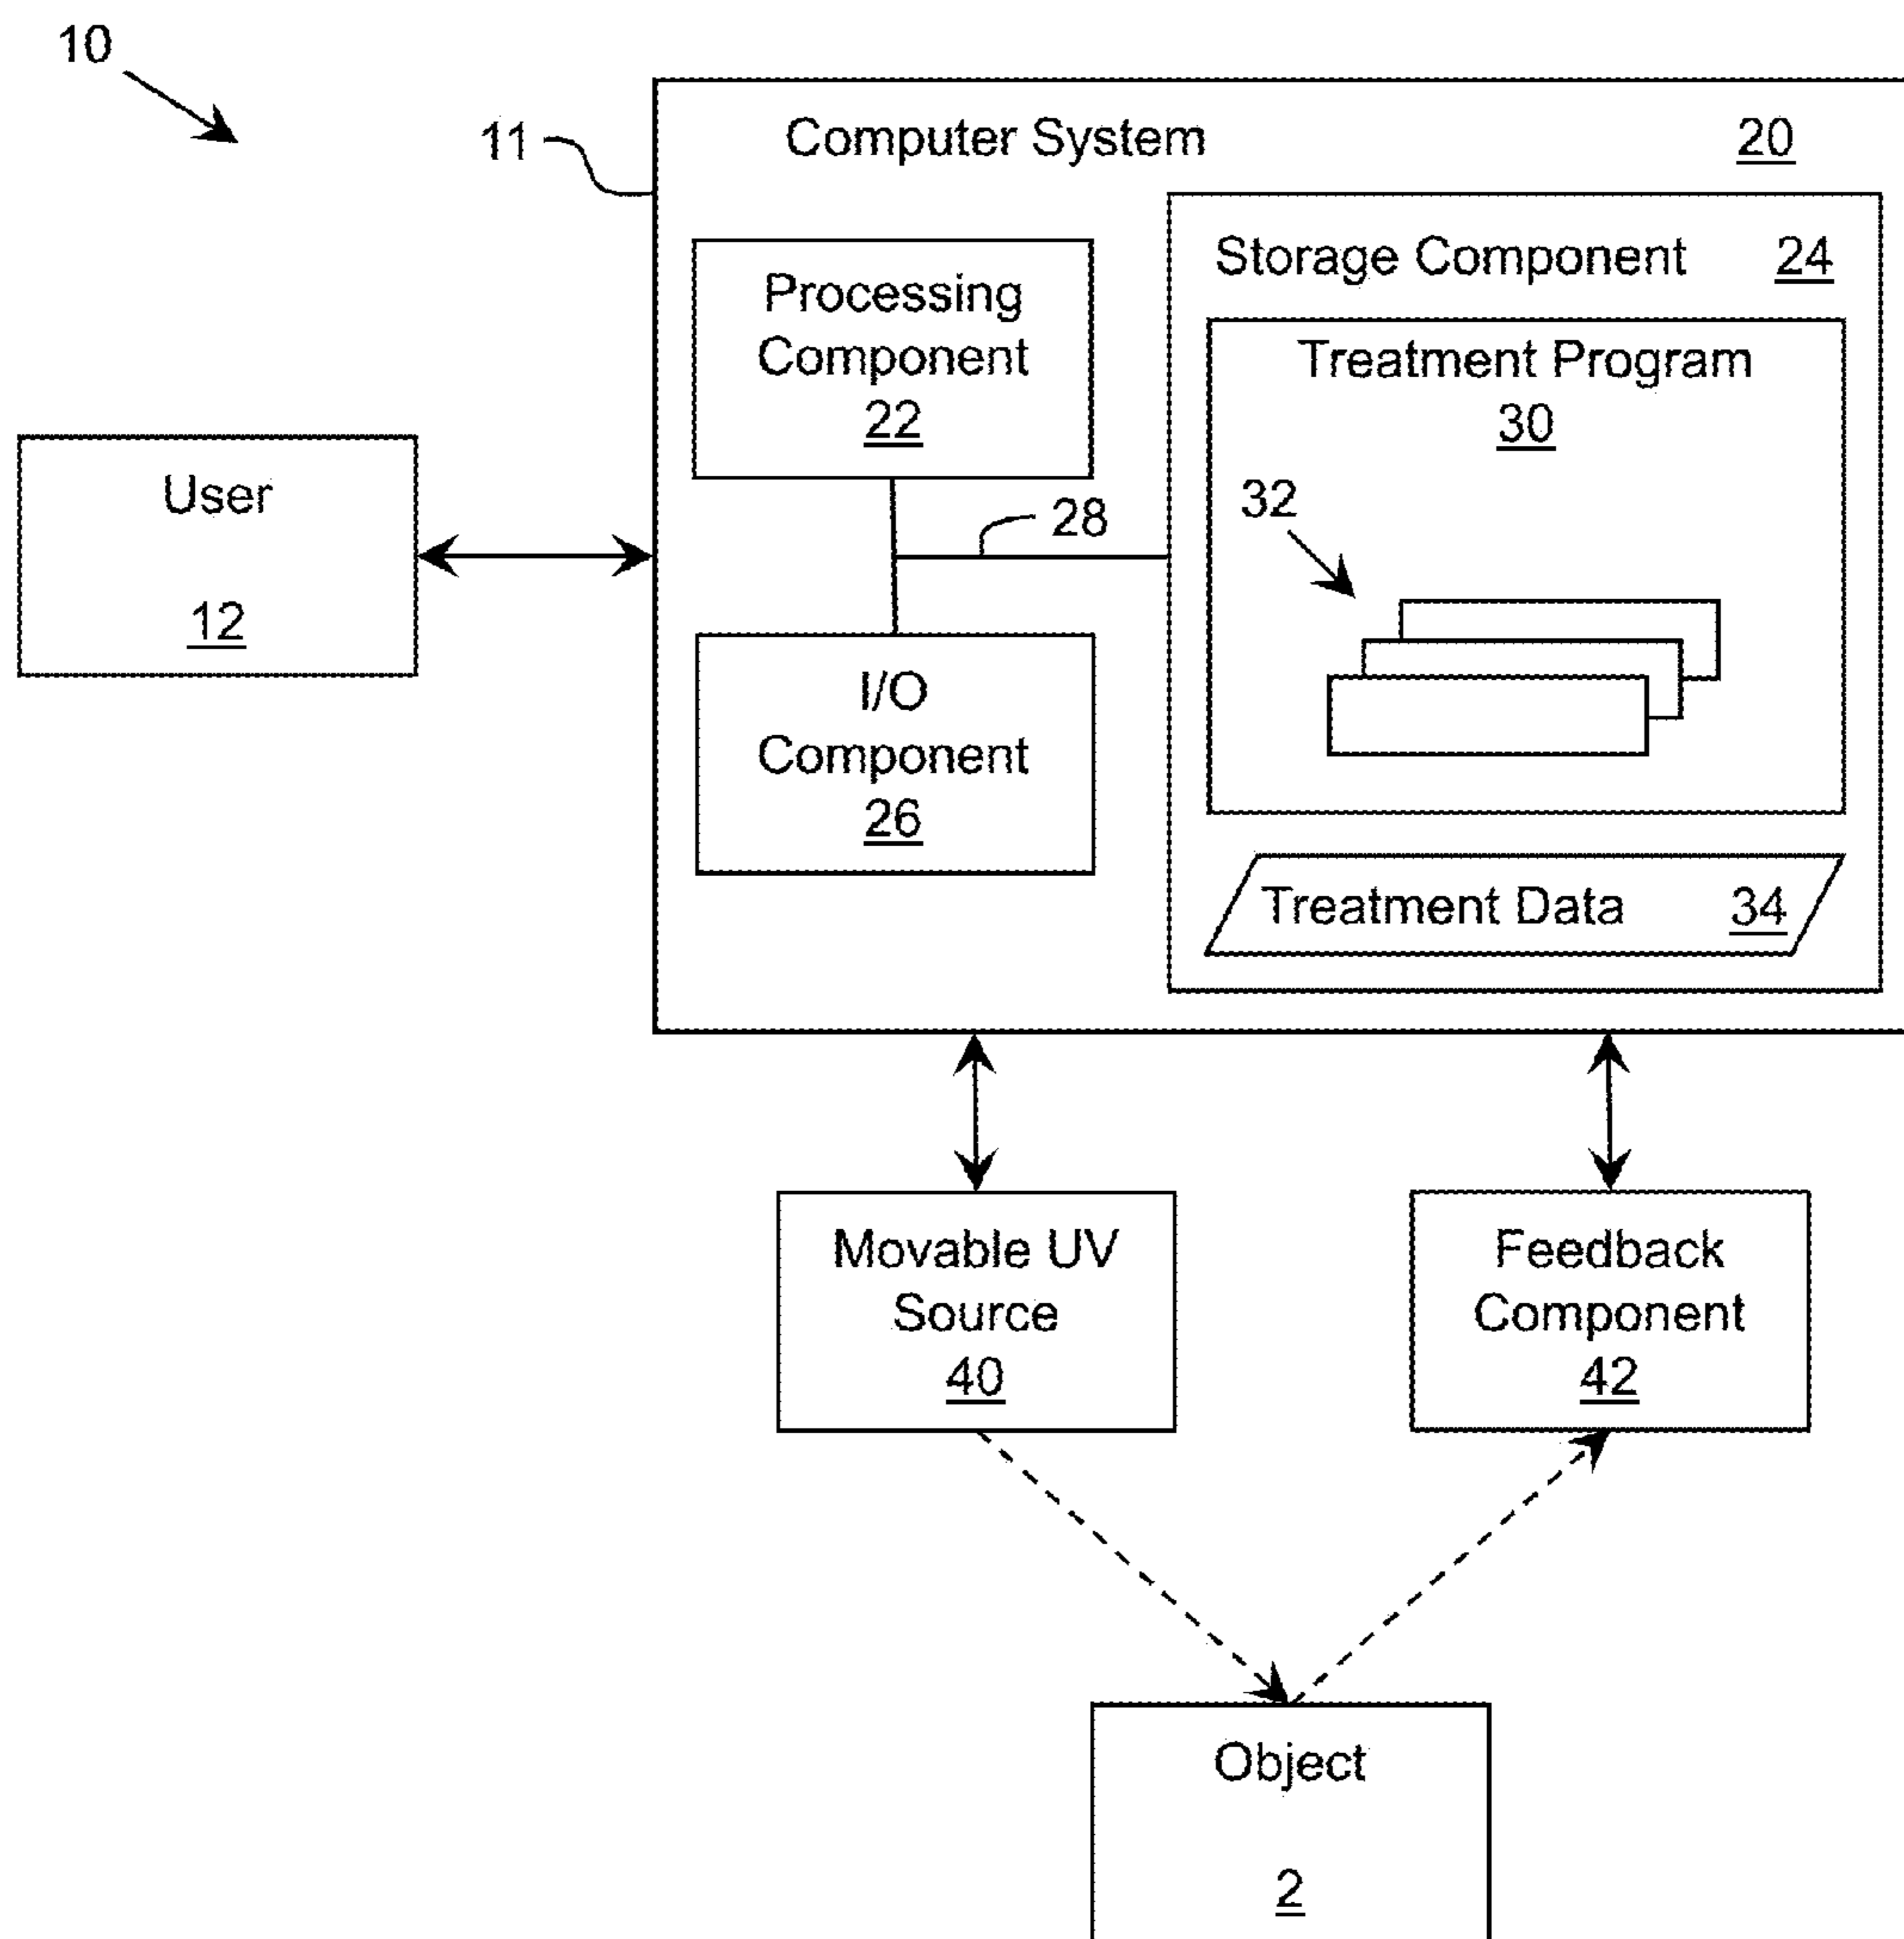 10
11
Computer System 20
Processing
Component
22
Storage Component 24
Treatment Program
30
32
28
User
12
I/O
Component
26
Treatment Data 34
Movable UV
Source
40
Feedback
Component
42
Object
2